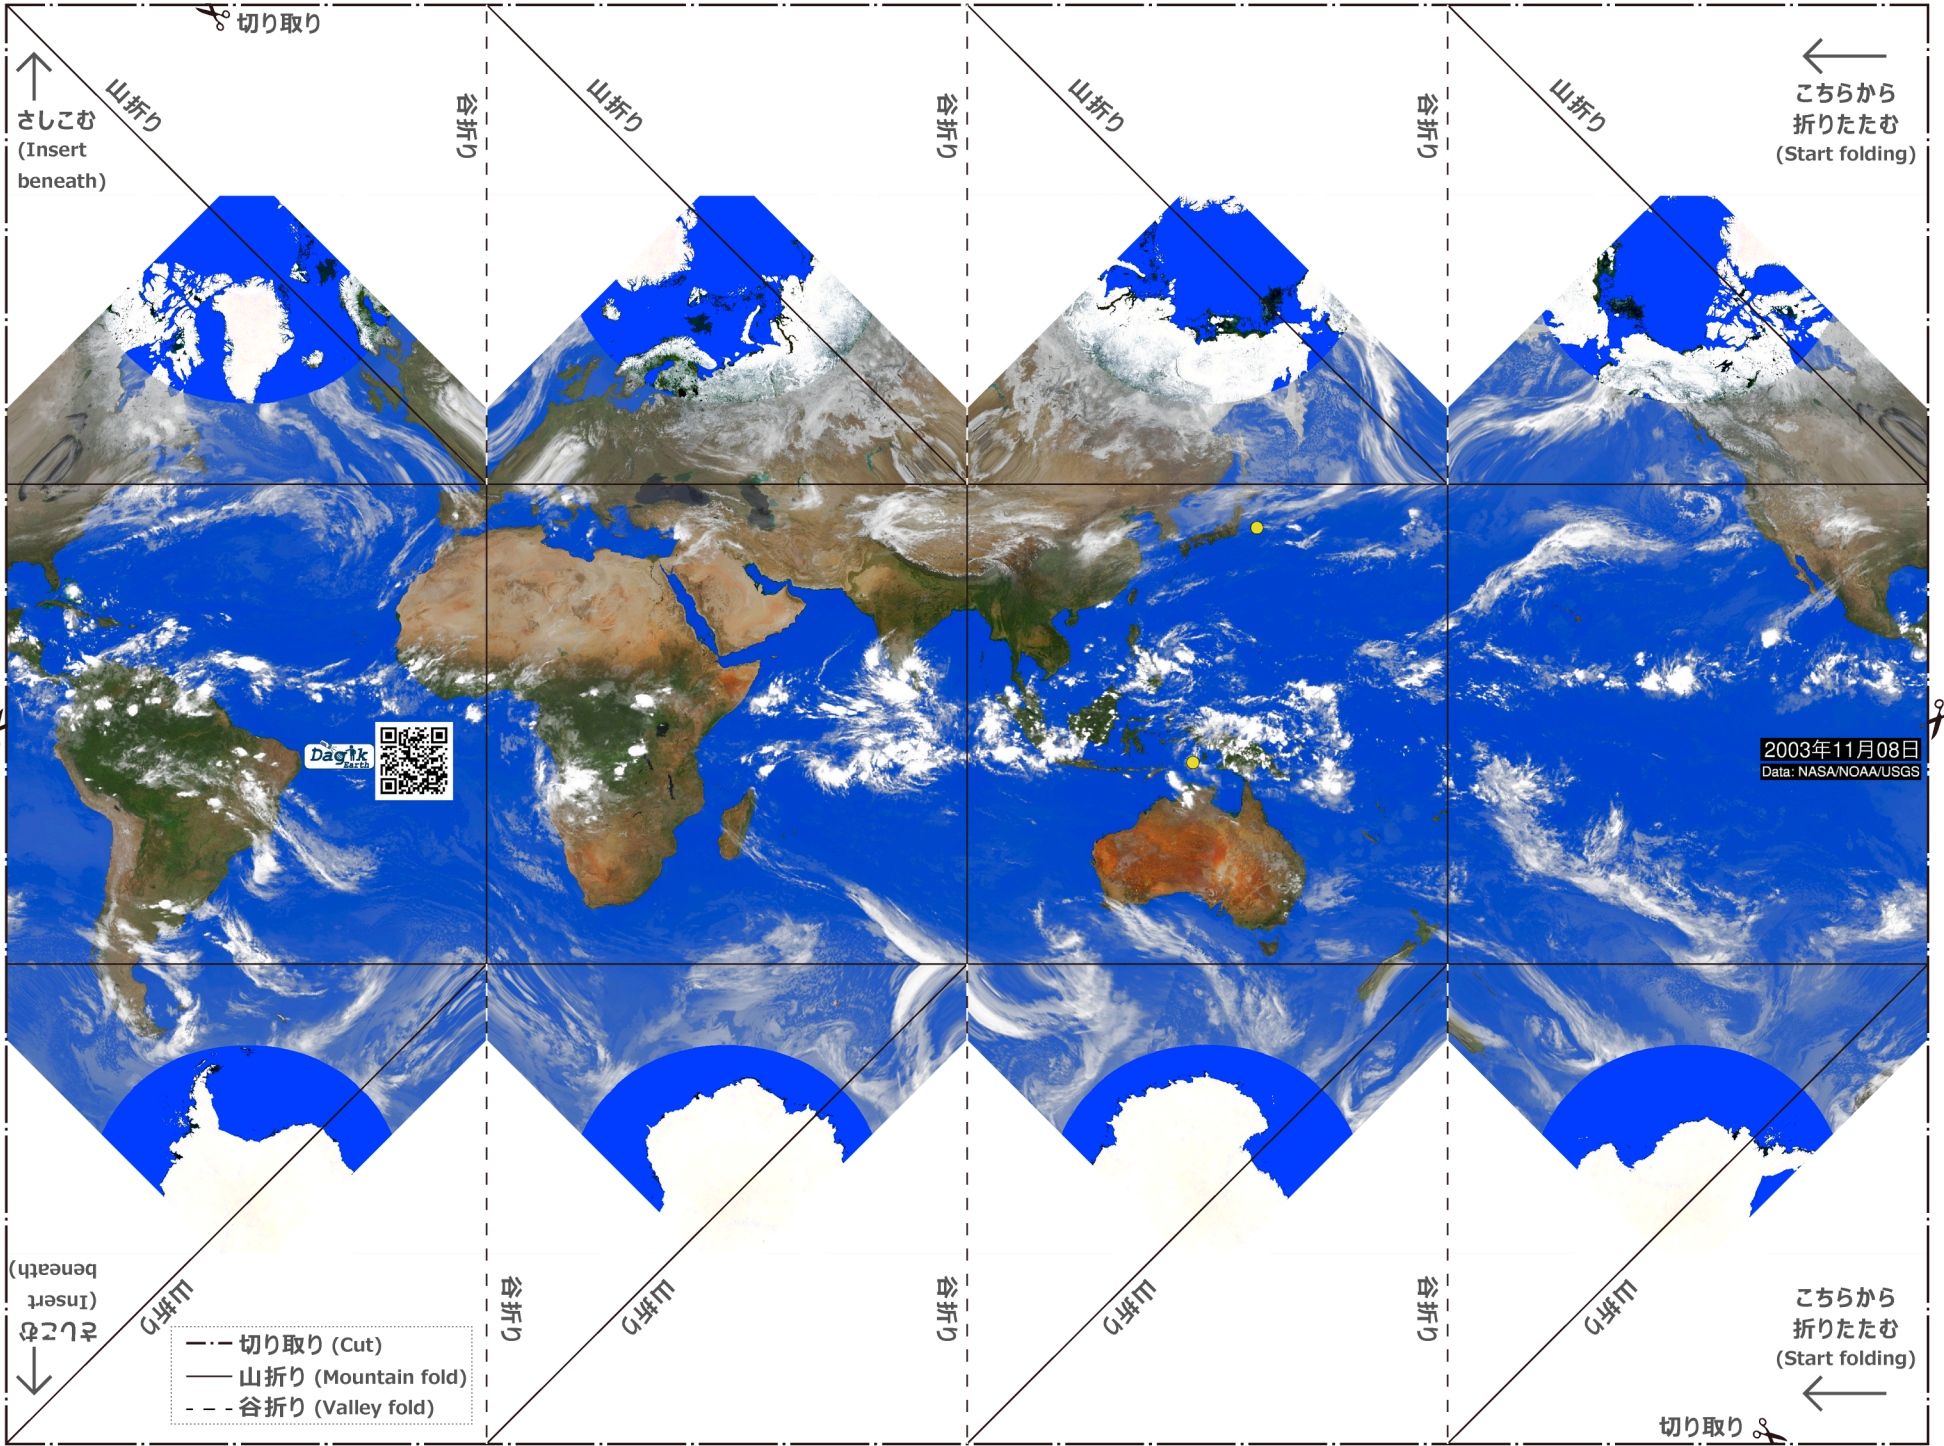 切り取り
山折り
谷折り
山折り
谷折り
山折り
谷折り
山折り
さしこむ
(Insert
beneath)
こちらから
折りたたむ
(Start folding)
Dagik
Earth
2003年11月08日
Data: NASA/NOAA/USGS
さしこむ
(Insert
beneath)
山折り
谷折り
山折り
谷折り
山折り
谷折り
山折り
こちらから
折りたたむ
(Start folding)
切り取り (Cut)
山折り (Mountain fold)
谷折り (Valley fold)
切り取り